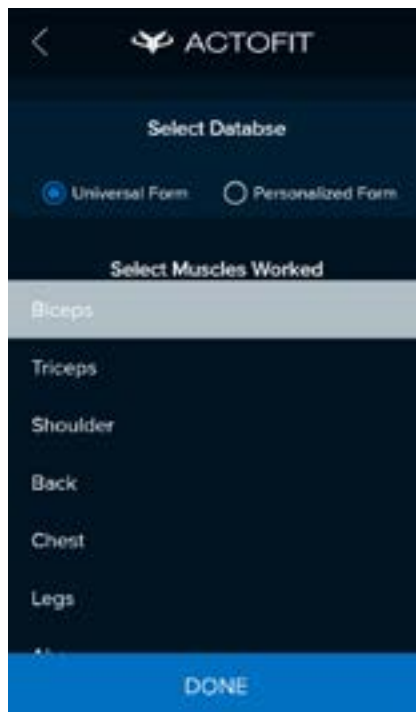 ACTOFIT
Select Databse
Universal Form Personalized Form
Select Muscles Worked
Biceps
Triceps
Shoulder
Back
Chest
Legs
DONE